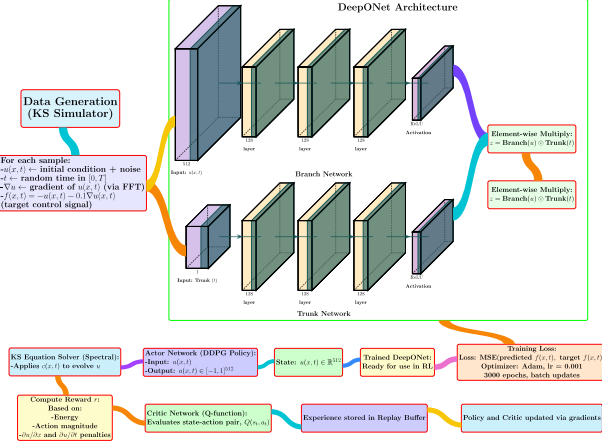 DeepONet Architecture
Data Generation
(KS Simulator)
For each sample:
-u(x, t) ← initial condition + noise
-t ← random time in [0, T]
-∇u ← gradient of u(x, t) (via FFT)
-f(x, t) = −u(x, t) − 0.1∇u(x, t)
(target control signal)
512
Input: u(x, t)
128
layer
128
layer
128
layer
Activation
Branch Network
Element-wise Multiply:
z = Branch(u) ⊙ Trunk(t)
Element-wise Multiply:
z = Branch(u) ⊙ Trunk(t)
1
Input: Trunk (t)
128
layer
128
layer
128
layer
Activation
Trunk Network
KS Equation Solver (Spectral):
-Applies c(x, t) to evolve u
Actor Network (DDPG Policy):
-Input: u(x, t)
-Output: a(x, t) ∈ [−1, 1]^512
State: u(x, t) ∈ ℝ^512
Trained DeepONet:
Ready for use in RL
Training Loss:
Loss: MSE(predicted f(x, t), target f(x, t)
Optimizer: Adam, lr = 0.001
3000 epochs, batch updates
Compute Reward r:
Based on:
-Energy
-Action magnitude
-∂u/∂x and ∂u/∂t penalties
Critic Network (Q-function):
Evaluates state-action pair, Q(s_t, a_t)
Experience stored in Replay Buffer
Policy and Critic updated via gradients